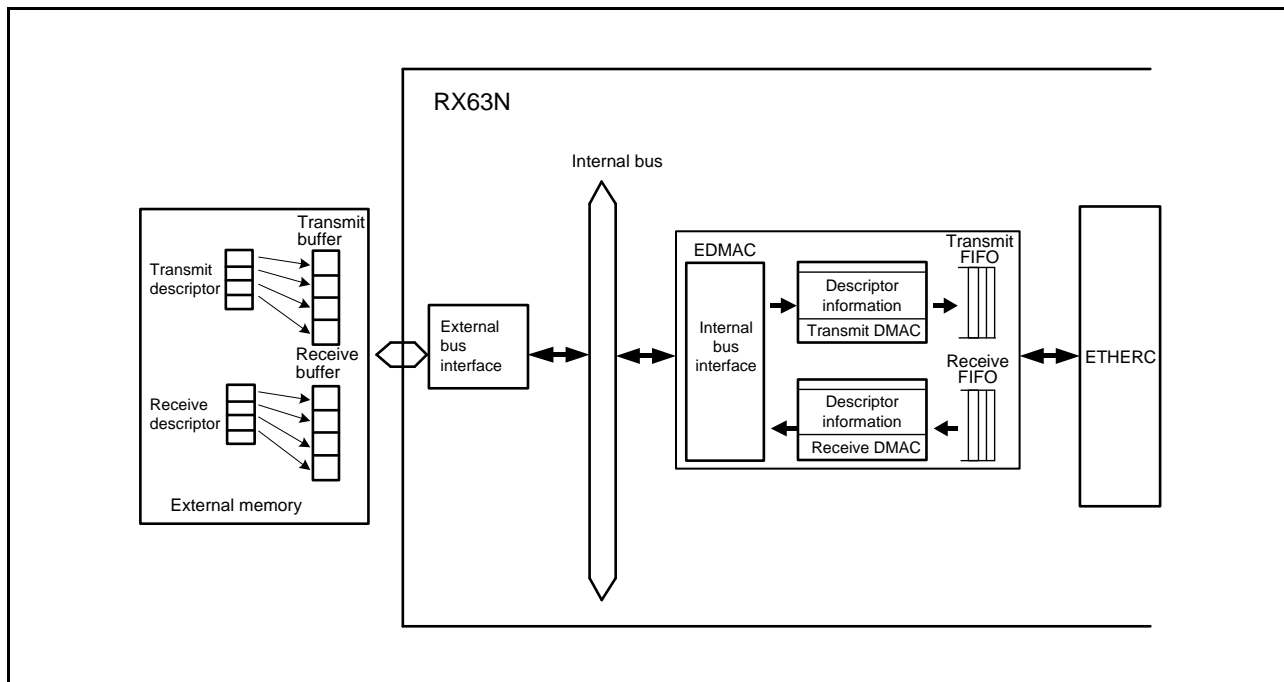 RX63N
Internal bus
Transmit
buffer
Transmit
descriptor
Receive
buffer
Receive
descriptor
External memory
External
bus
interface
EDMAC
Internal
bus
interface
Descriptor
information
Transmit DMAC
Transmit
FIFO
Descriptor
information
Receive DMAC
Receive
FIFO
ETHERC